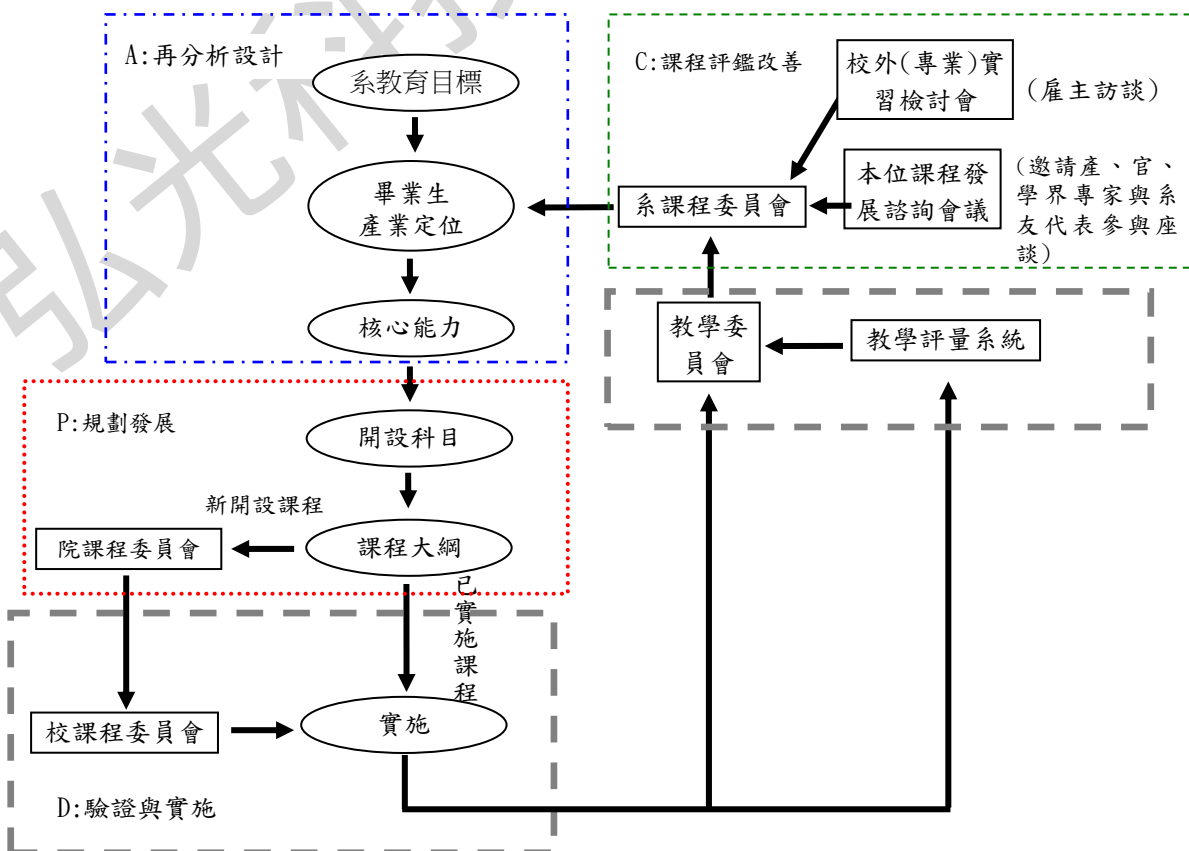 A:再分析設計
系教育目標
畢業生
產業定位
核心能力
C:課程評鑑改善
校外(專業)實
習檢討會
(雇主訪談)
系課程委員會
本位課程發
展諮詢會議
(邀請產、官、
學界專家與系
友代表參與座
談)
教學委
員會
教學評量系統
P:規劃發展
開設科目
新開設課程
院課程委員會
課程大綱
已實施課程
校課程委員會
實施
D:驗證與實施
弘光科